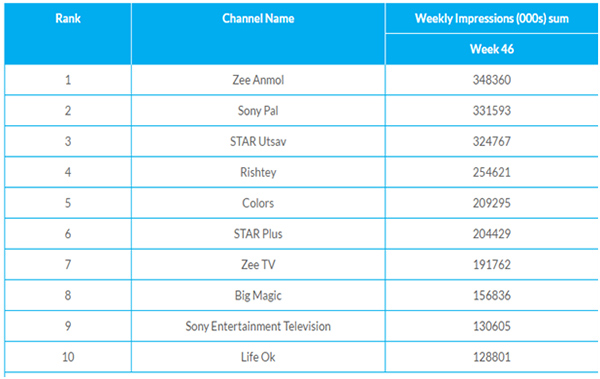 Rank Channel Name Weekly Impressions (000s) sum
Week 46
1 Zee Anmol 348360
2 Sony Pal 331593
3 STAR Utsav 324767
4 Rishtey 254621
5 Colors 209295
6 STAR Plus 204429
7 Zee TV 191762
8 Big Magic 156836
9 Sony Entertainment Television 130605
10 Life Ok 128801